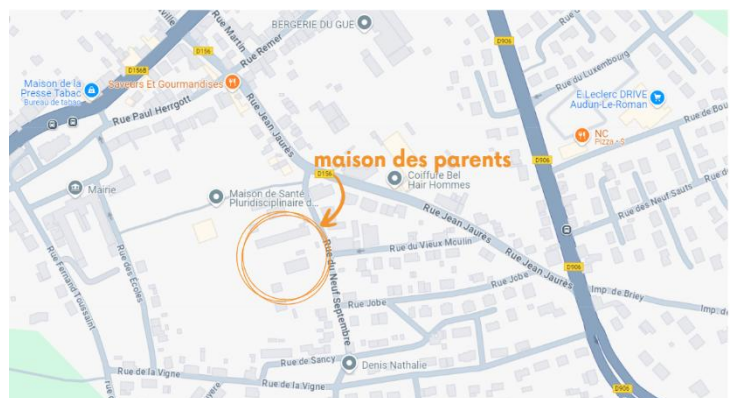 BERGERIE DU GUE
D906
D156
Rue Martin
Rue Remer
D156B
Maison de la
Presse Tabac
Bureau de tabac
Saveurs Et Gourmandises
Rue Paul Herrgott
Rue Jean Jaurès
Rue du Luxembourg
E.Leclerc DRIVE
Audun-Le-Roman
NC
D906
maison des parents
D156
Coiffure Bel
Hair Hommes
Mairie
Maison de Santé
Pluridisciplinaire d...
Rue des Neuf Sauts
Rue Jean Jaurès
Rue du Vieux Moulin
Rue du Neuf Septembre
Rue Fernand Toussaint
Rue des Écoles
D906
Rue Jean Jaurès
Rue Jobe
Imp. de Briey
Rue Jobe
Rue de Sancy
Denis Nathalie
Rue de la Vigne
Rue de la Vigne
D906